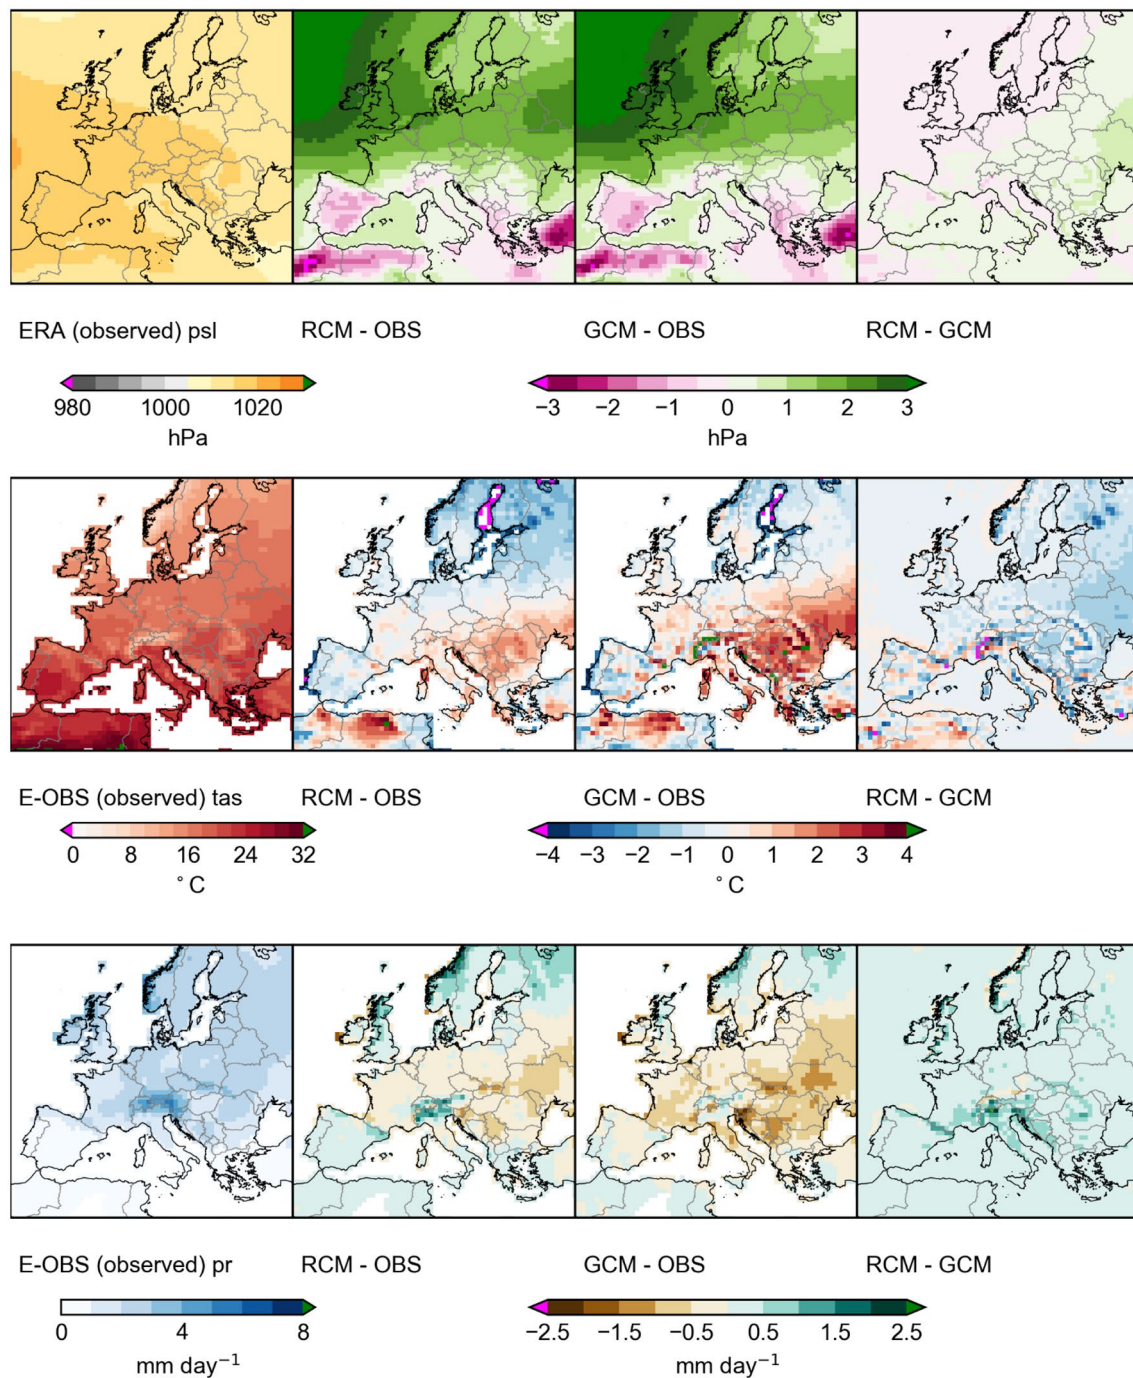 ERA (observed) psl RCM - OBS GCM - OBS RCM - GCM
980 1000 1020 −3 −2 −1 0 1 2 3
hPa hPa
E-OBS (observed) tas RCM - OBS GCM - OBS RCM - GCM
0 8 16 24 32 −4 −3 −2 −1 0 1 2 3 4
° C ° C
E-OBS (observed) pr RCM - OBS GCM - OBS RCM - GCM
0 4 8 −2.5 −1.5 −0.5 0.5 1.5 2.5
mm day⁻¹ mm day⁻¹